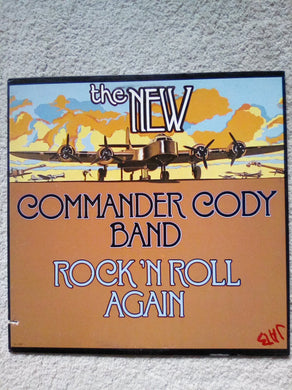 the NEW
COMMANDER CODY
BAND
ROCK 'N ROLL
AGAIN